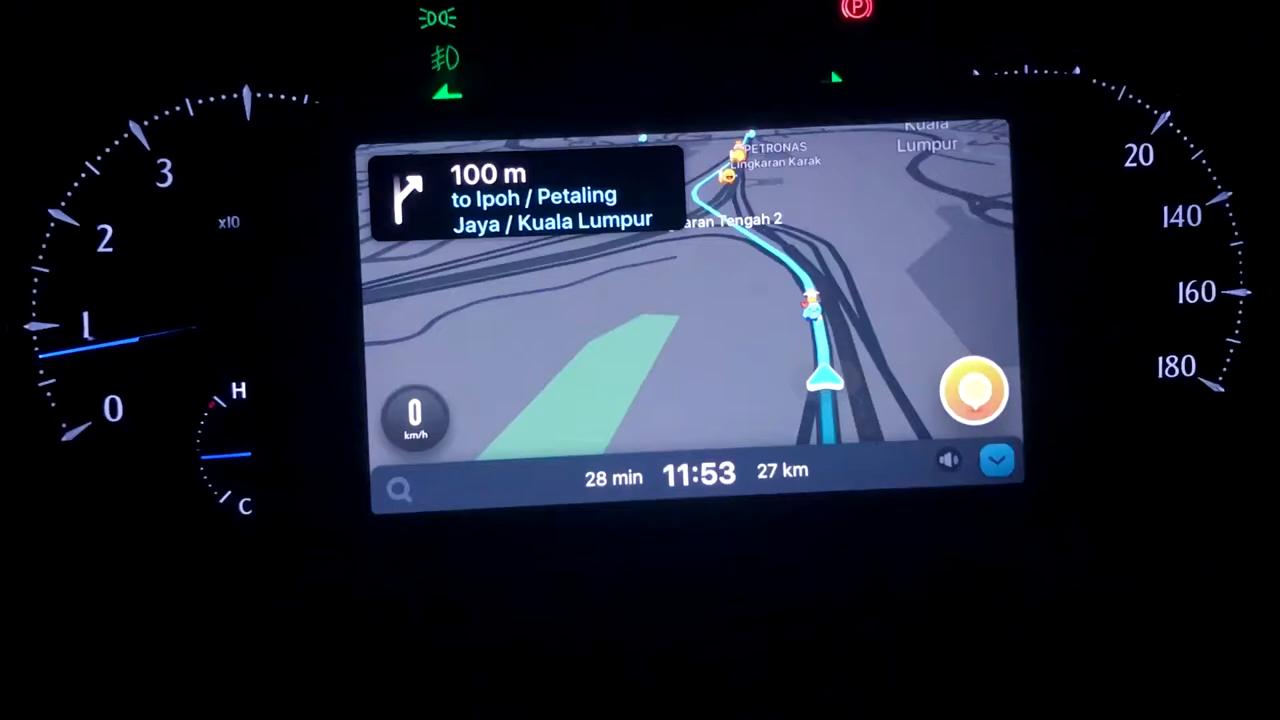 P
3
2
1
0
x10
H
C
100 m
to Ipoh / Petaling
Jaya / Kuala Lumpur
PETRONAS
Lingkaran Karak
Kuala
Lumpur
aran Tengah 2
0
km/h
28 min
11:53
27 km
20
140
160
180